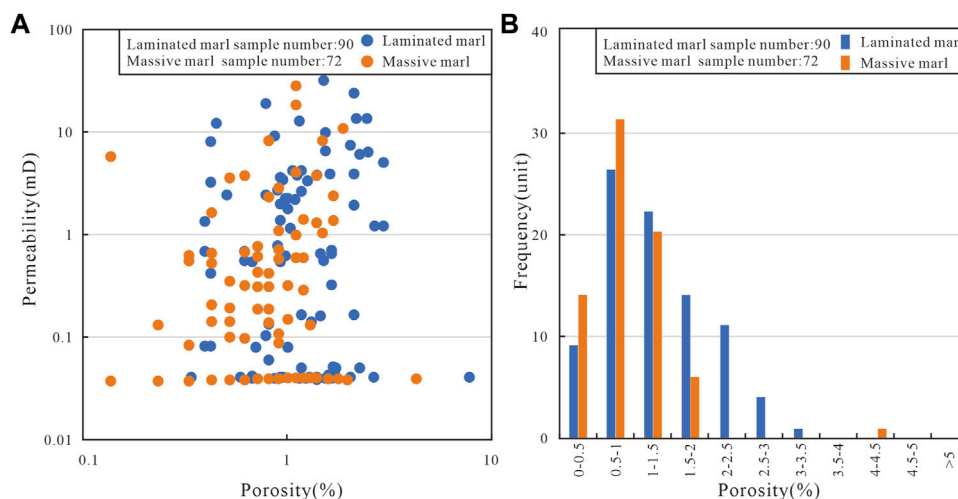 A
Laminated marl sample number:90
Massive marl  sample number:72
Laminated marl
Massive marl
100
10
1
0.1
0.01
Permeability(mD)
0.1
1
10
Porosity(%)
B
Laminated marl sample number:90
Massive marl  sample number:72
Laminated mar
Massive marl
40
30
20
10
0
Frequency(unit)
0-0.5
0.5-1
1-1.5
1.5-2
2-2.5
2.5-3
3-3.5
3.5-4
4-4.5
4.5-5
>5
Porosity(%)